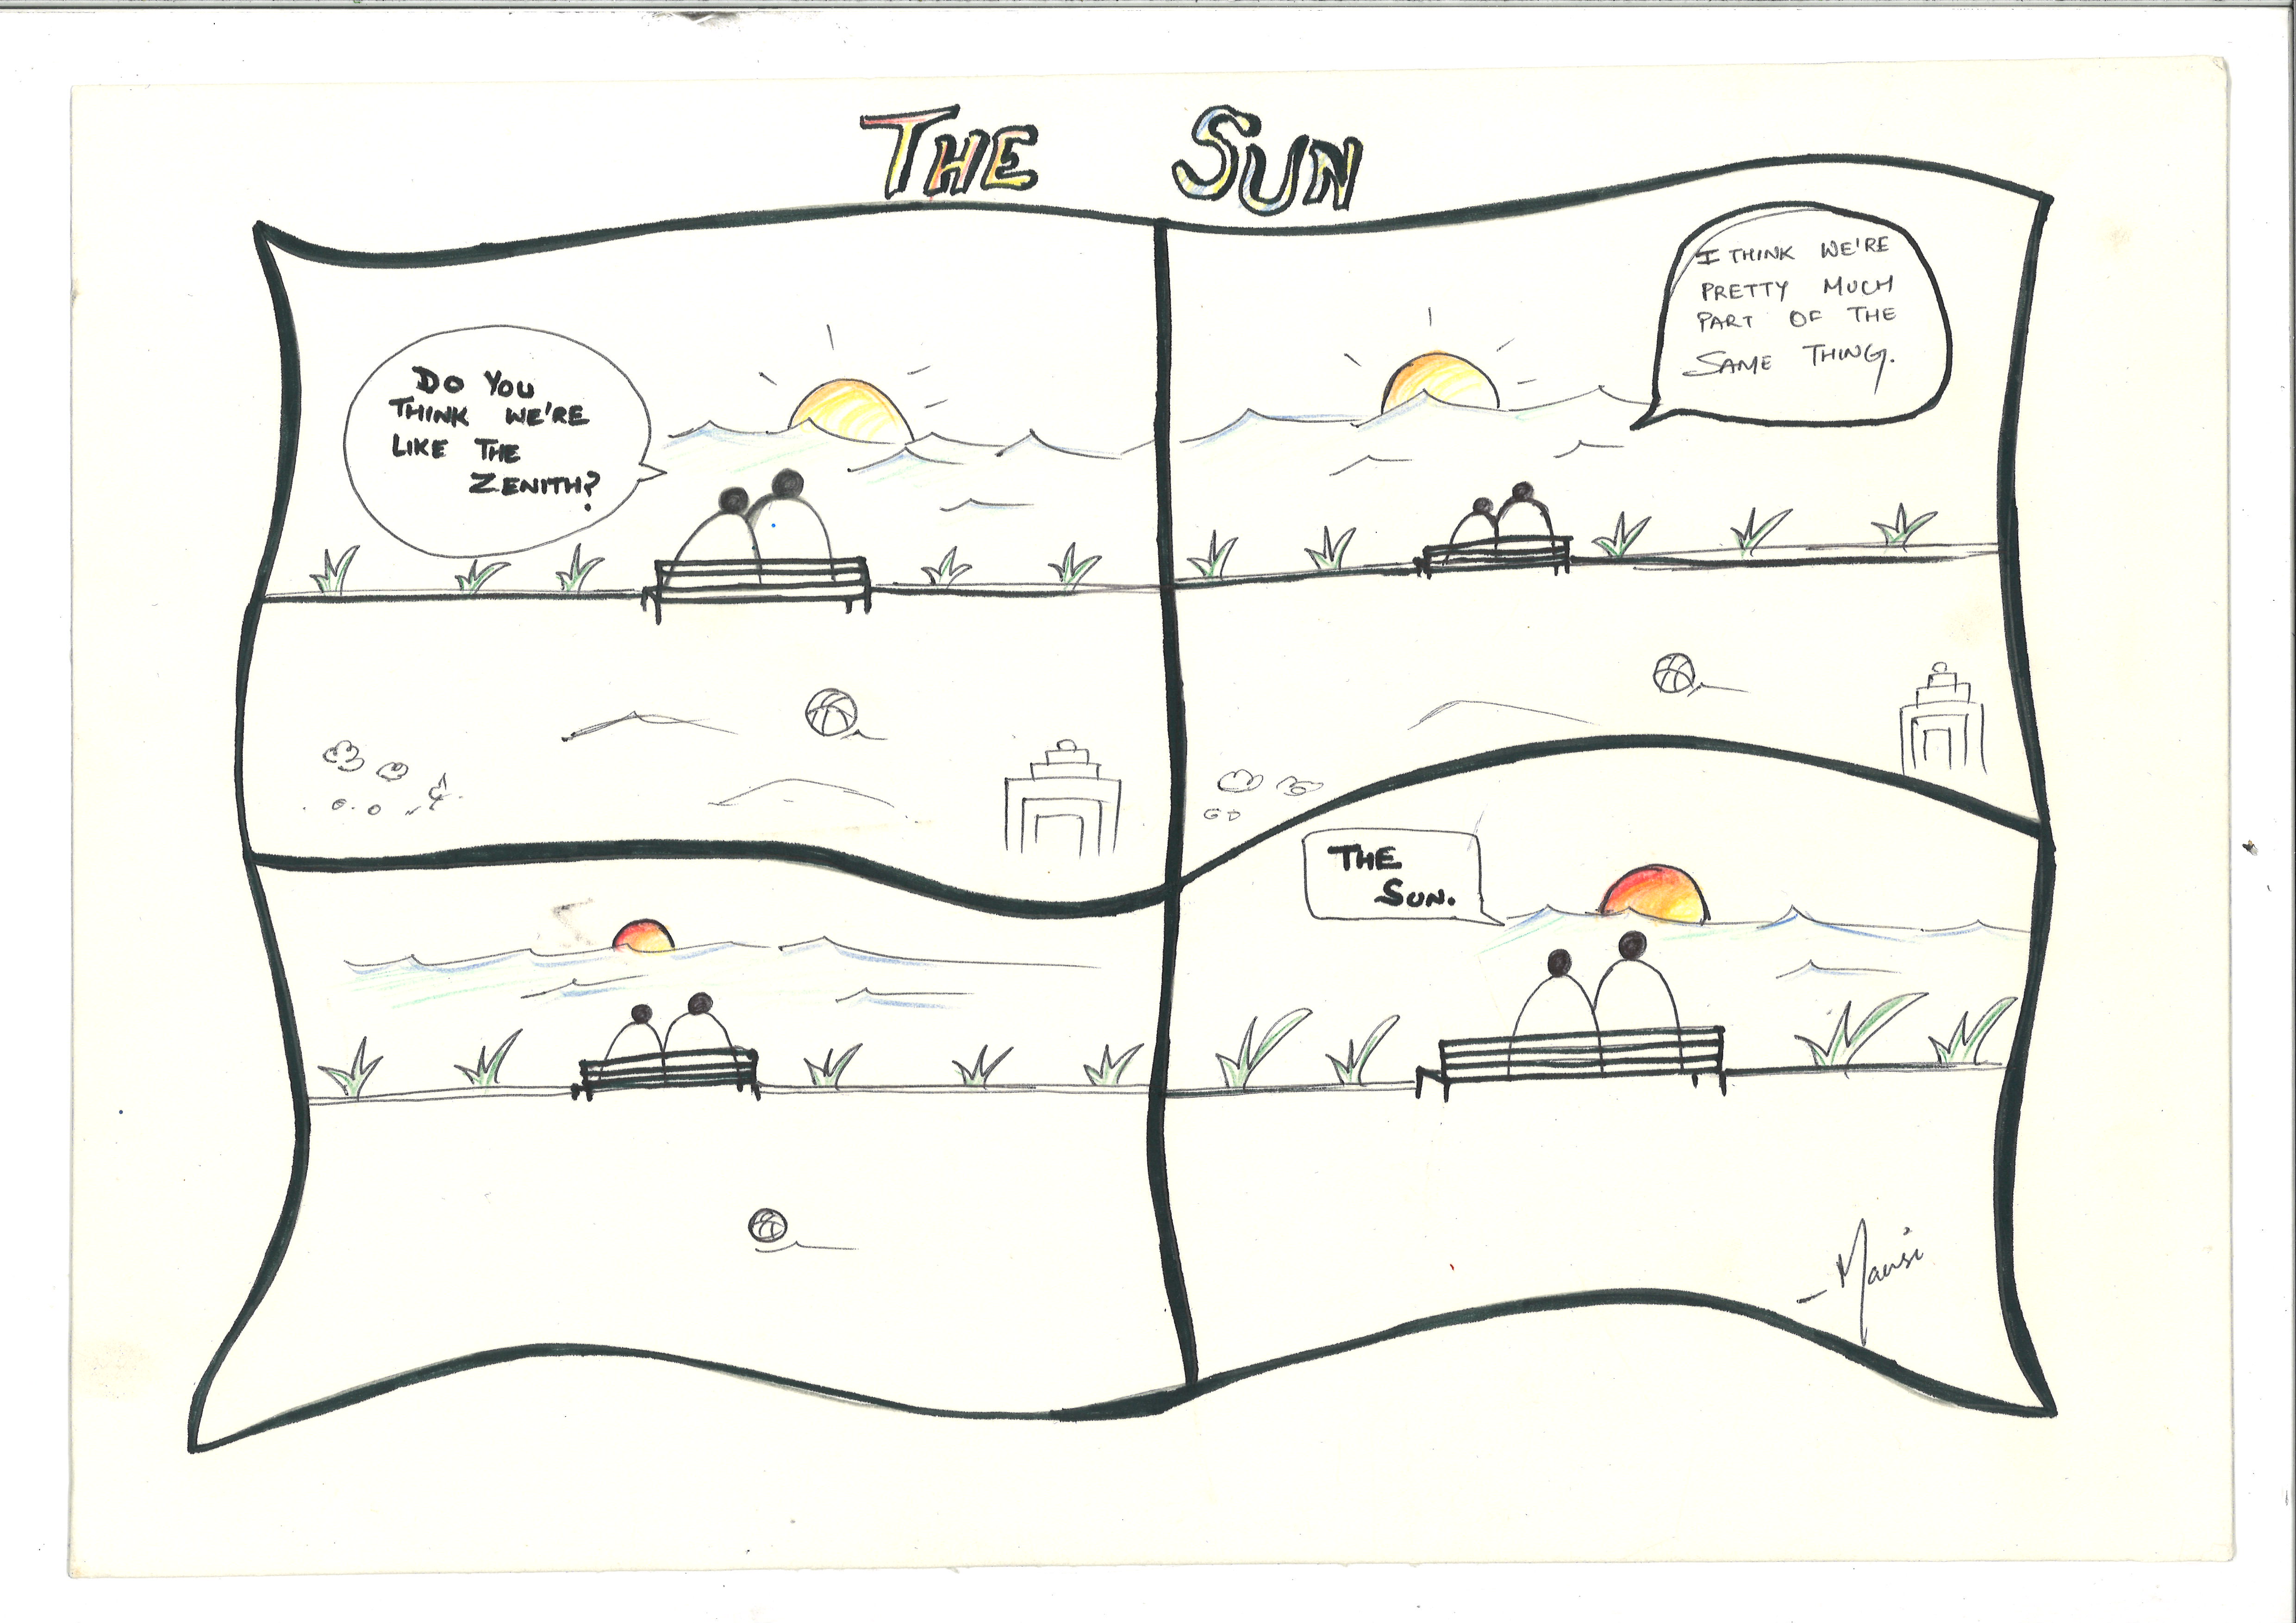 THE SUN
DO YOU
THINK WE'RE
LIKE THE
ZENITH?
I THINK WE'RE
PRETTY MUCH
PART OF THE
SAME THING.
THE
SUN.
- Mansi